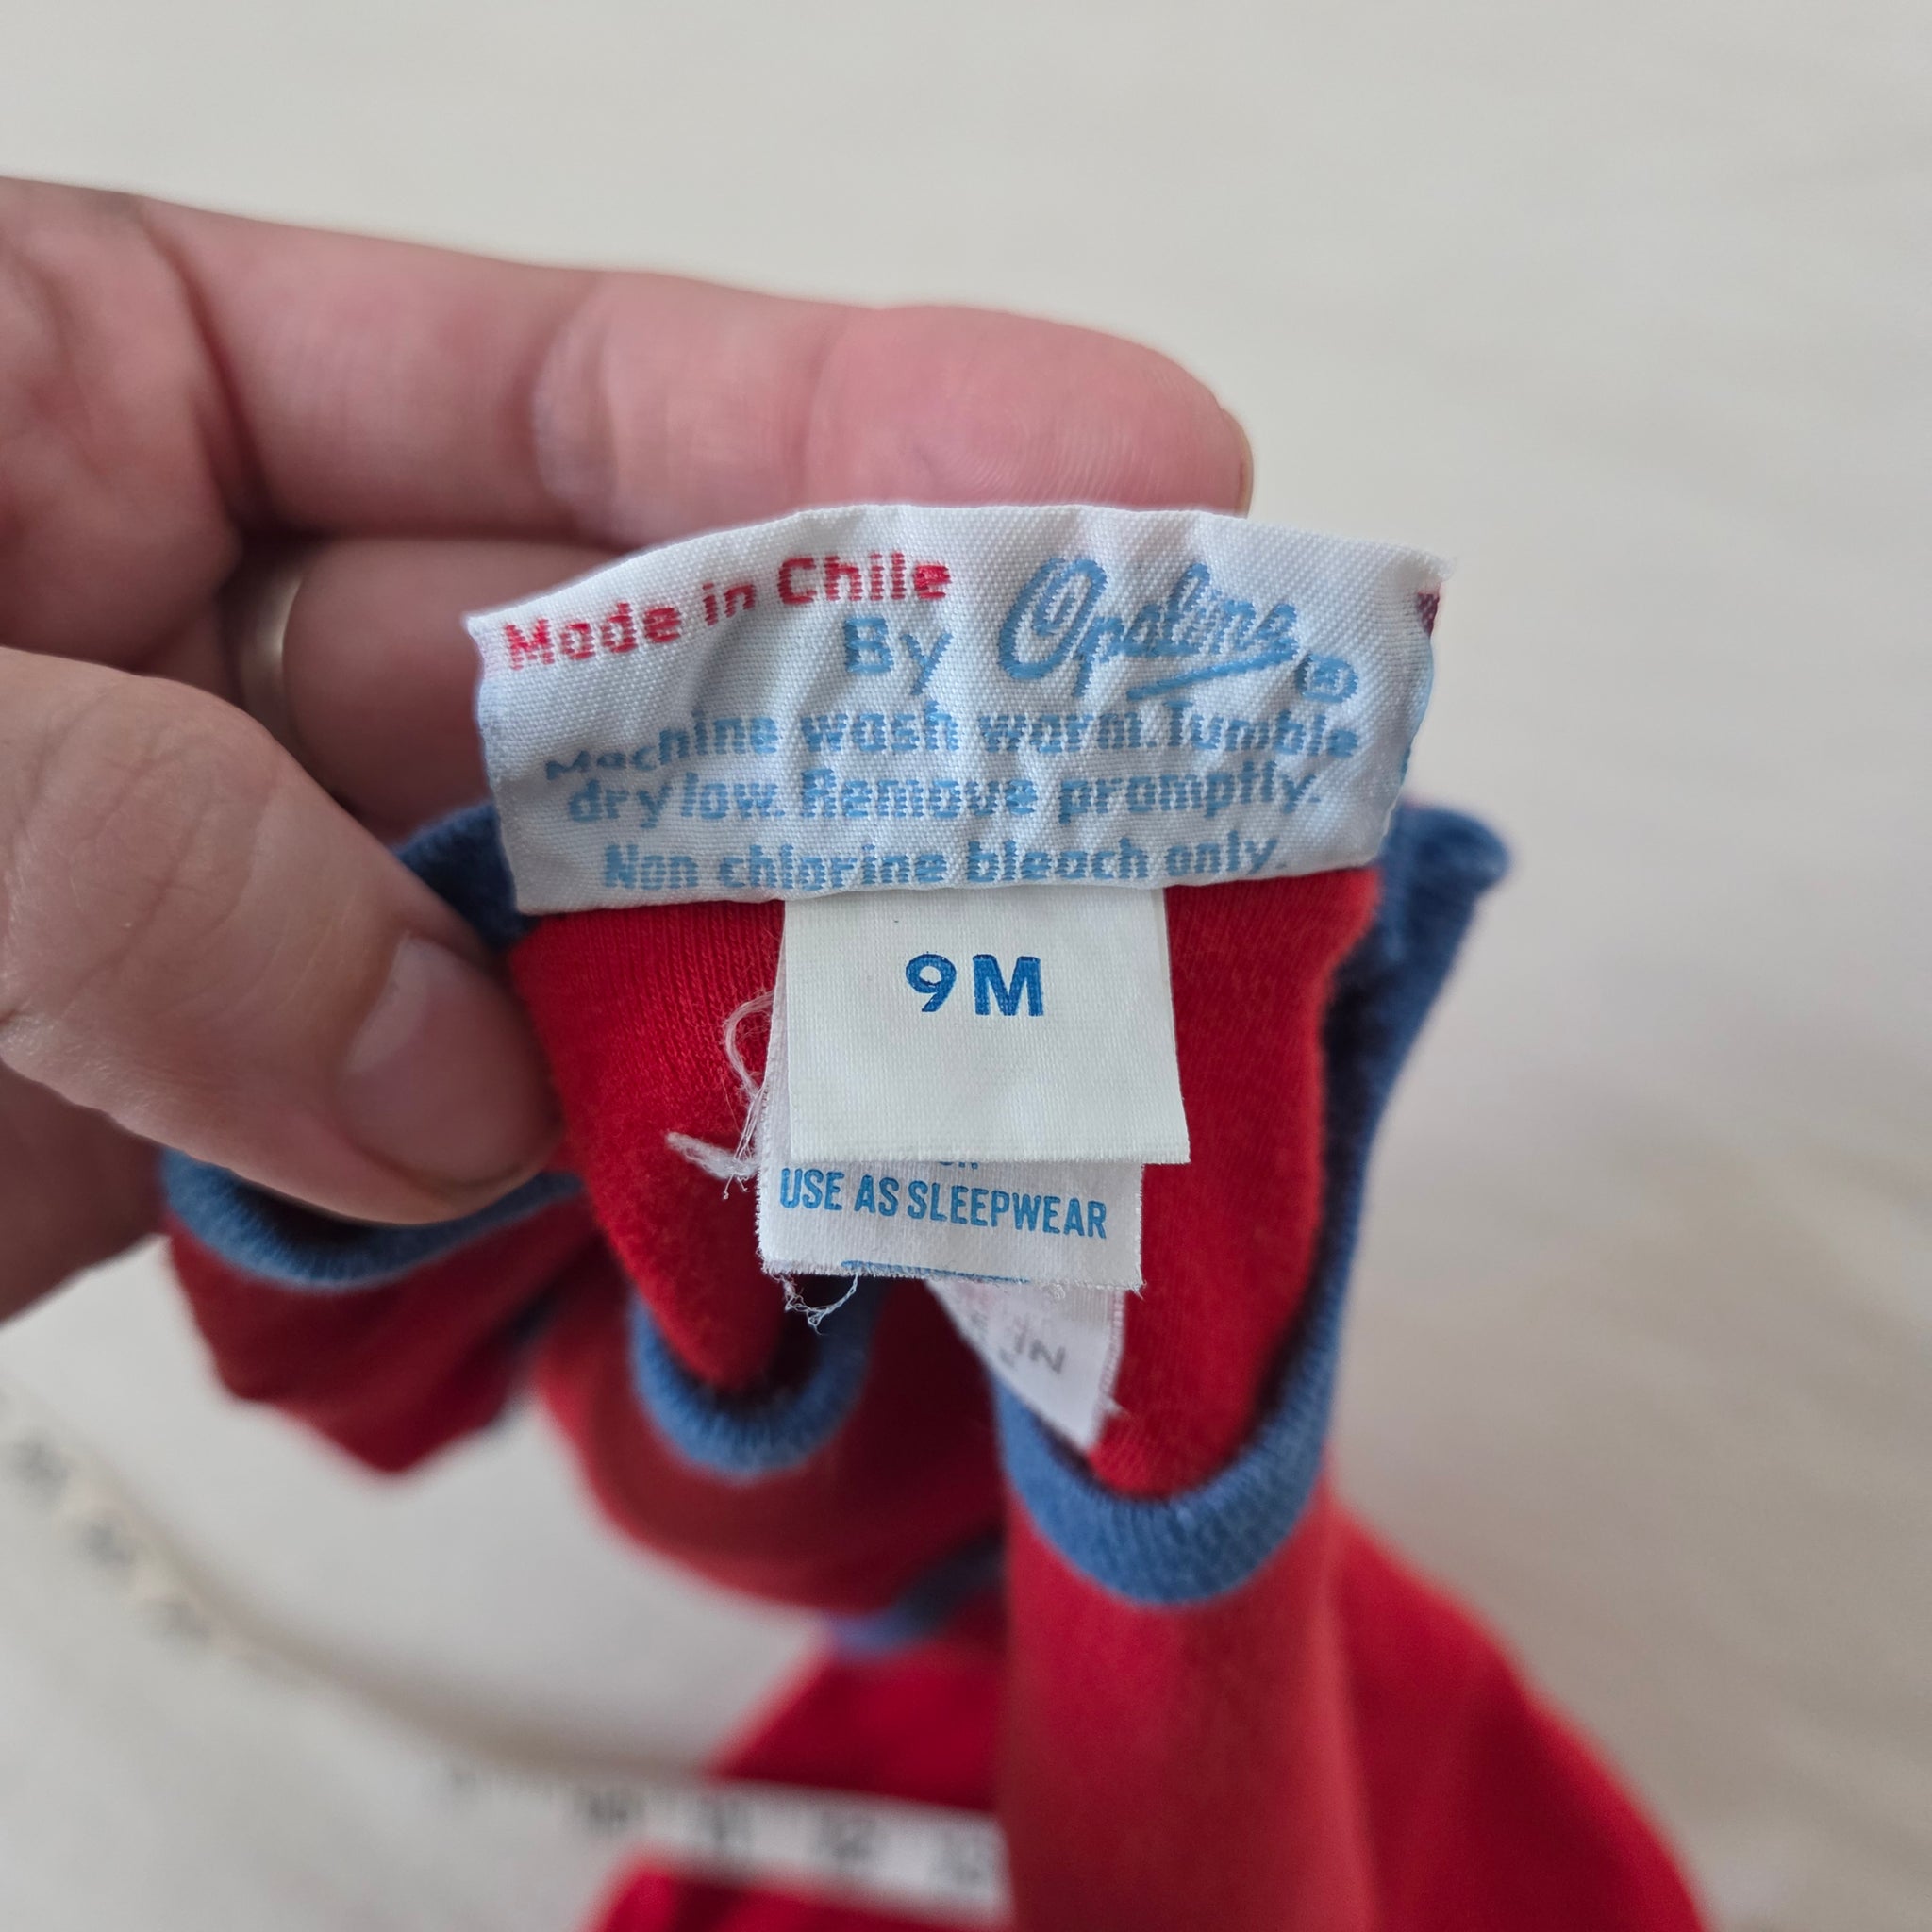 Made in Chile
By Opaline ®
Machine wash warm. Tumble
dry low. Remove promptly.
Non chlorine bleach only.
9M
USE AS SLEEPWEAR
IN